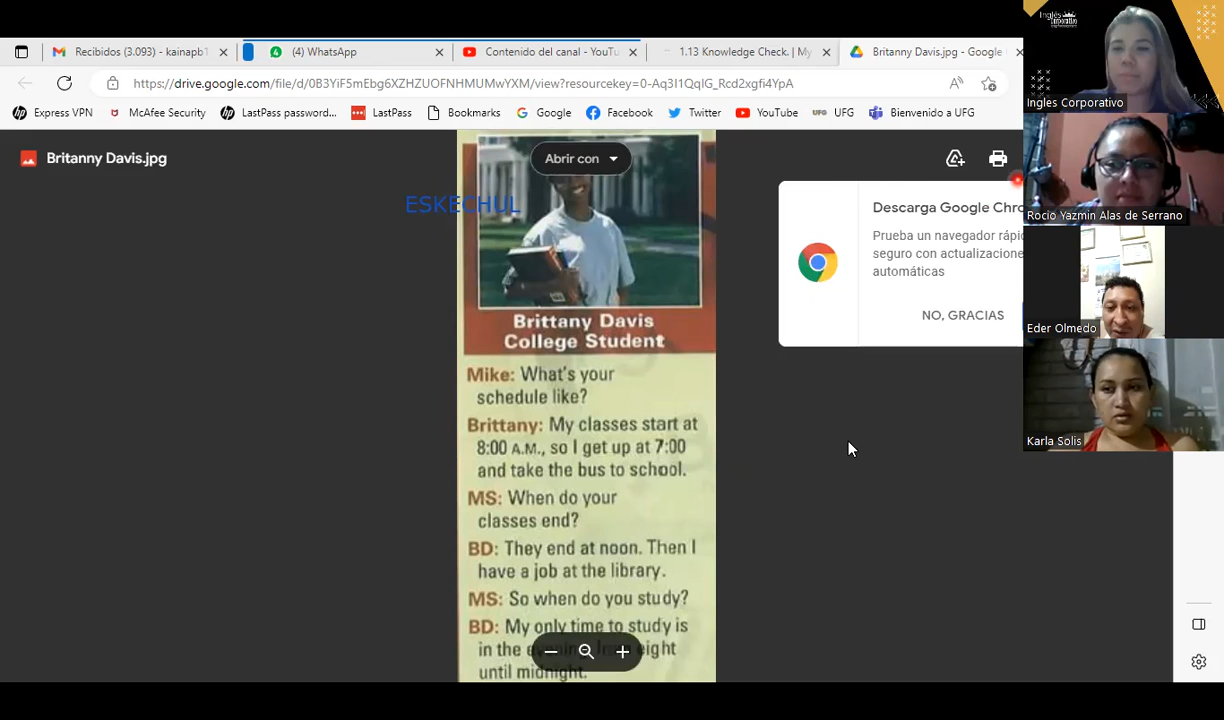 Recibidos (3.093) - kainapb1
(4) WhatsApp
Contenido del canal - YouTu
1.13 Knowledge Check. | My
Britanny Davis.jpg - Google
https://drive.google.com/file/d/0B3YiF5mEbg6XZHZUOFNHMUMwYXM/view?resourcekey=0-Aq3I1QqlG_Rcd2xgfi4YpA
Express VPN
McAfee Security
LastPass password...
LastPass
Bookmarks
Google
Facebook
Twitter
YouTube
UFG
Bienvenido a UFG
Britanny Davis.jpg
Abrir con
ESKECHUL
Brittany Davis
College Student
Mike: What's your
schedule like?
Brittany: My classes start at
8:00 A.M., so I get up at 7:00
and take the bus to school.
MS: When do your
classes end?
BD: They end at noon. Then I
have a job at the library.
MS: So when do you study?
BD: My only time to study is
in the eight
until midnight.
Descarga Google Chro
Prueba un navegador rápi
seguro con actualizacione
automáticas
NO, GRACIAS
Inglés
Corporativo
Ingles Corporativo
Rocio Yazmin Alas de Serrano
Eder Olmedo
Karla Solis